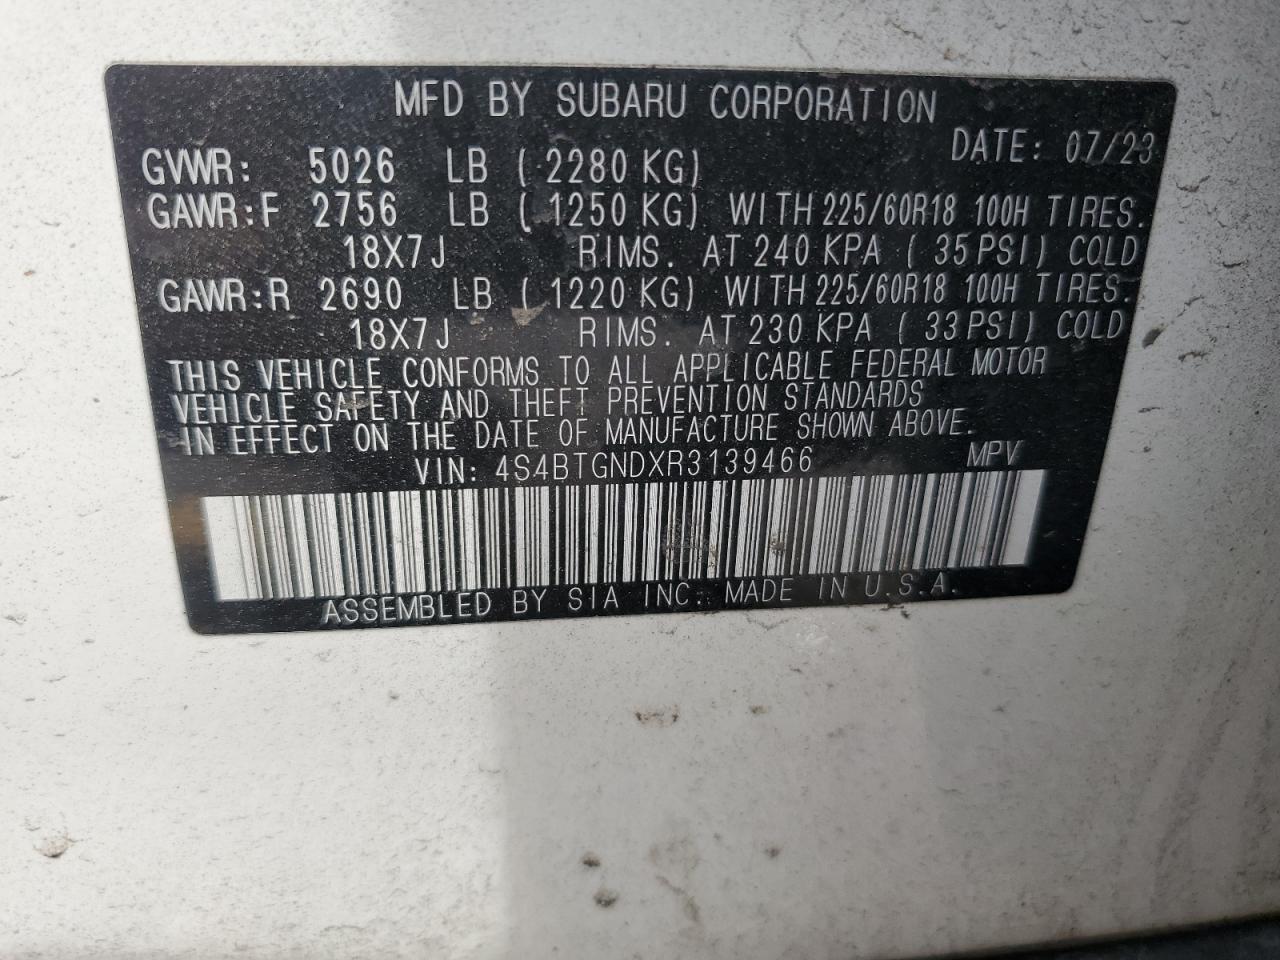 MFD BY SUBARU CORPORATION
DATE: 07/23
GVWR: 5026 LB ( 2280 KG)
GAWR:F 2756 LB ( 1250 KG) WITH 225/60R18 100H TIRES.
18X7J RIMS. AT 240 KPA ( 35 PSI) COLD
GAWR:R 2690 LB ( 1220 KG) WITH 225/60R18 100H TIRES.
18X7J RIMS. AT 230 KPA ( 33 PSI) COLD
THIS VEHICLE CONFORMS TO ALL APPLICABLE FEDERAL MOTOR
VEHICLE SAFETY AND THEFT PREVENTION STANDARDS
IN EFFECT ON THE DATE OF MANUFACTURE SHOWN ABOVE.
VIN: 4S4BTGNDXR3139466 MPV
ASSEMBLED BY SIA INC. MADE IN U.S.A.